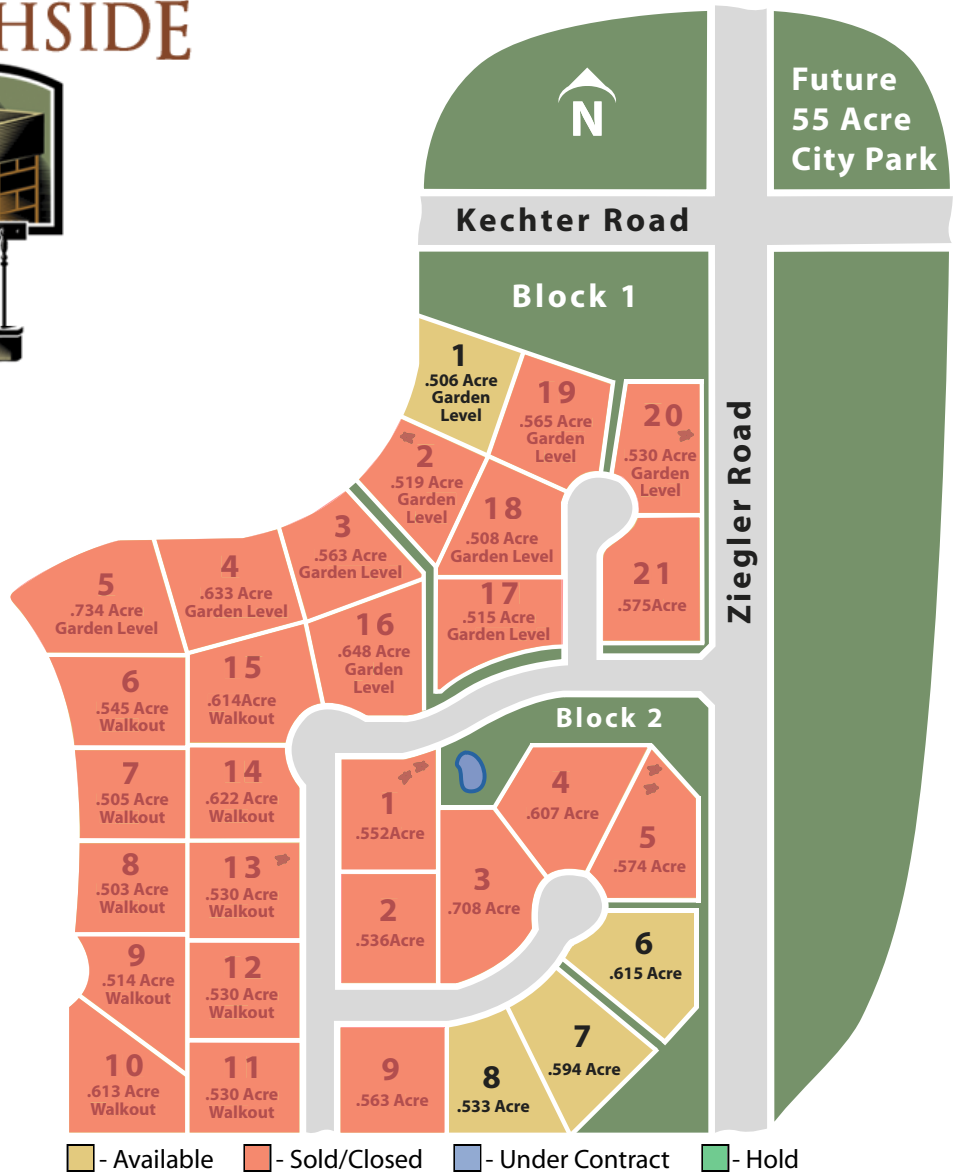 HSIDE
N
Future
55 Acre
City Park
Kechter Road
Block 1
1
.506 Acre
Garden
Level
19
.565 Acre
Garden
Level
20
.530 Acre
Garden
Level
2
.519 Acre
Garden
Level
18
.508 Acre
Garden Level
3
.563 Acre
Garden Level
4
.633 Acre
Garden Level
5
.734 Acre
Garden Level
17
.515 Acre
Garden Level
21
.575Acre
Ziegler Road
16
.648 Acre
Garden
Level
15
.614Acre
Walkout
6
.545 Acre
Walkout
7
.505 Acre
Walkout
14
.622 Acre
Walkout
8
.503 Acre
Walkout
13
.530 Acre
Walkout
9
.514 Acre
Walkout
12
.530 Acre
Walkout
10
.613 Acre
Walkout
11
.530 Acre
Walkout
Block 2
1
.552Acre
2
.536Acre
3
.708 Acre
4
.607 Acre
5
.574 Acre
6
.615 Acre
7
.594 Acre
8
.533 Acre
9
.563 Acre
- Available
- Sold/Closed
- Under Contract
- Hold